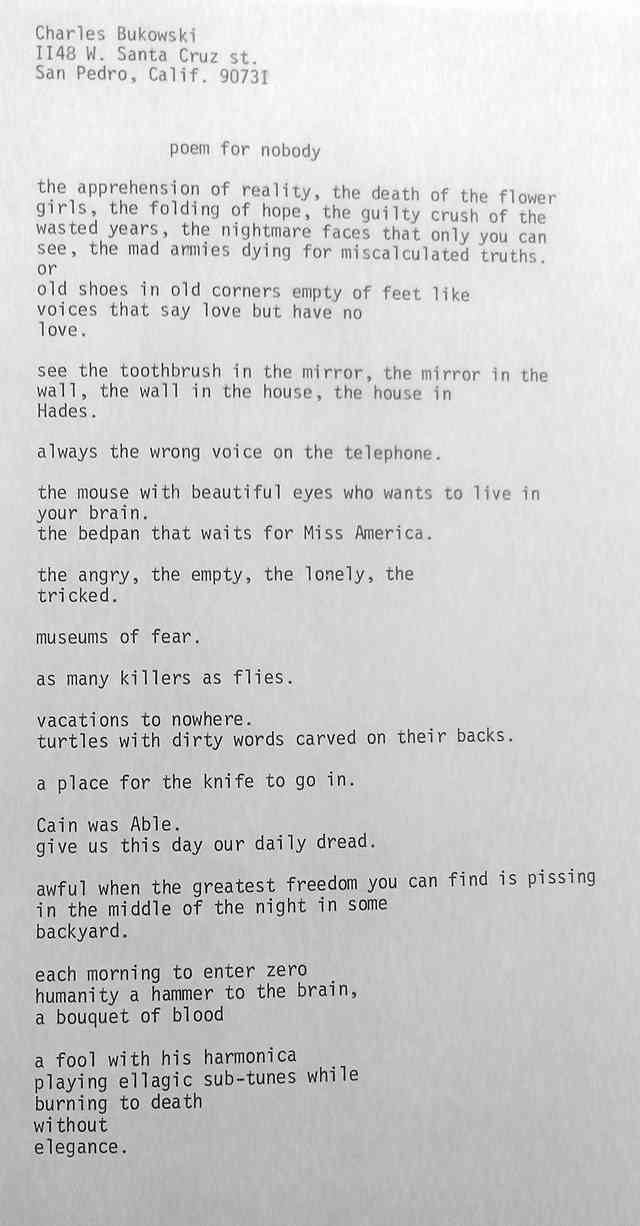 Charles Bukowski
II48 W. Santa Cruz st.
San Pedro, Calif. 9073I
poem for nobody
the apprehension of reality, the death of the flower
girls, the folding of hope, the guilty crush of the
wasted years, the nightmare faces that only you can
see, the mad armies dying for miscalculated truths.
or
old shoes in old corners empty of feet like
voices that say love but have no
love.
see the toothbrush in the mirror, the mirror in the
wall, the wall in the house, the house in
Hades.
always the wrong voice on the telephone.
the mouse with beautiful eyes who wants to live in
your brain.
the bedpan that waits for Miss America.
the angry, the empty, the lonely, the
tricked.
museums of fear.
as many killers as flies.
vacations to nowhere.
turtles with dirty words carved on their backs.
a place for the knife to go in.
Cain was Able.
give us this day our daily dread.
awful when the greatest freedom you can find is pissing
in the middle of the night in some
backyard.
each morning to enter zero
humanity a hammer to the brain,
a bouquet of blood
a fool with his harmonica
playing ellagic sub-tunes while
burning to death
without
elegance.